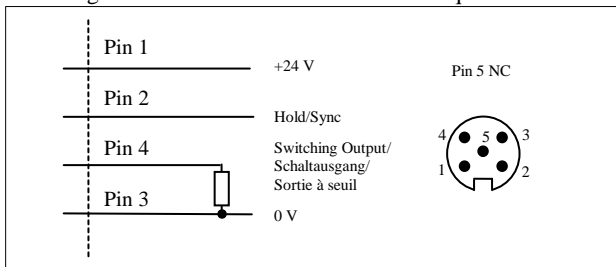 Pin 1
+24 V
Pin 2
Hold/Sync
Pin 4
Switching Output/
Schaltausgang/
Sortie à seuil
Pin 3
0 V
Pin 5 NC
4 5 3
1 2